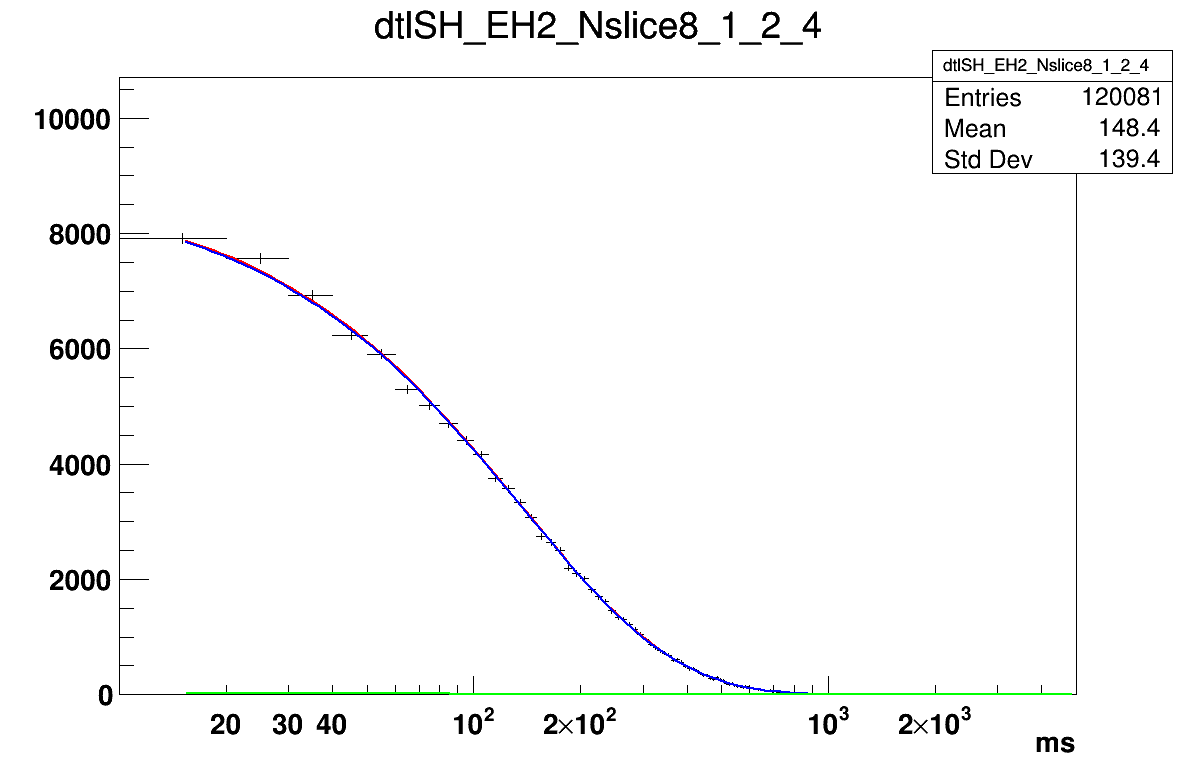 dtISH_EH2_Nslice8_1_2_4
dtISH_EH2_Nslice8_1_2_4
Entries 120081
Mean 148.4
Std Dev 139.4
10000
8000
6000
4000
2000
0
20 30 40 10² 2×10² 10³ 2×10³
ms